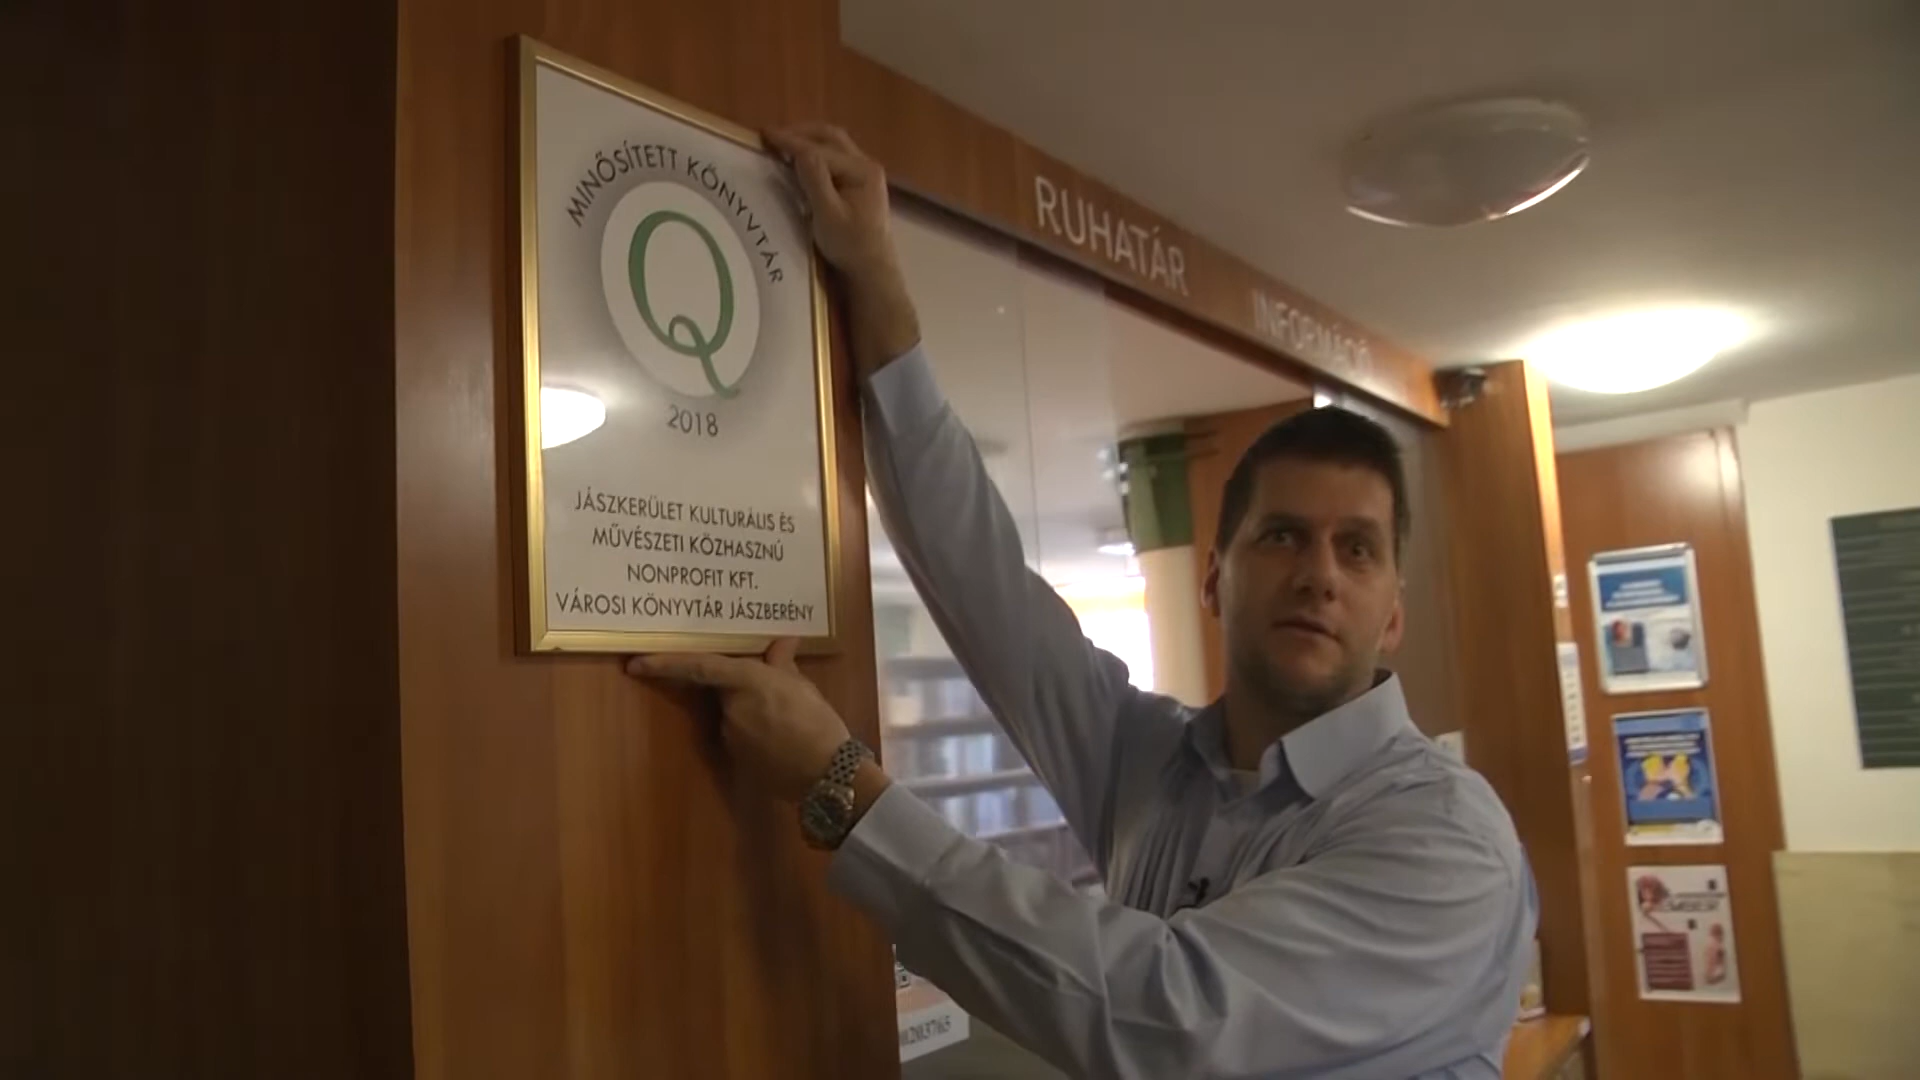 MINŐSÍTETT KÖNYVTÁR
Q
2018
JÁSZKERÜLET KULTURÁLIS ÉS
MŰVÉSZETI KÖZHASZNÚ
NONPROFIT KFT.
VÁROSI KÖNYVTÁR JÁSZBERÉNY
RUHATÁR
INFORMÁCIÓ